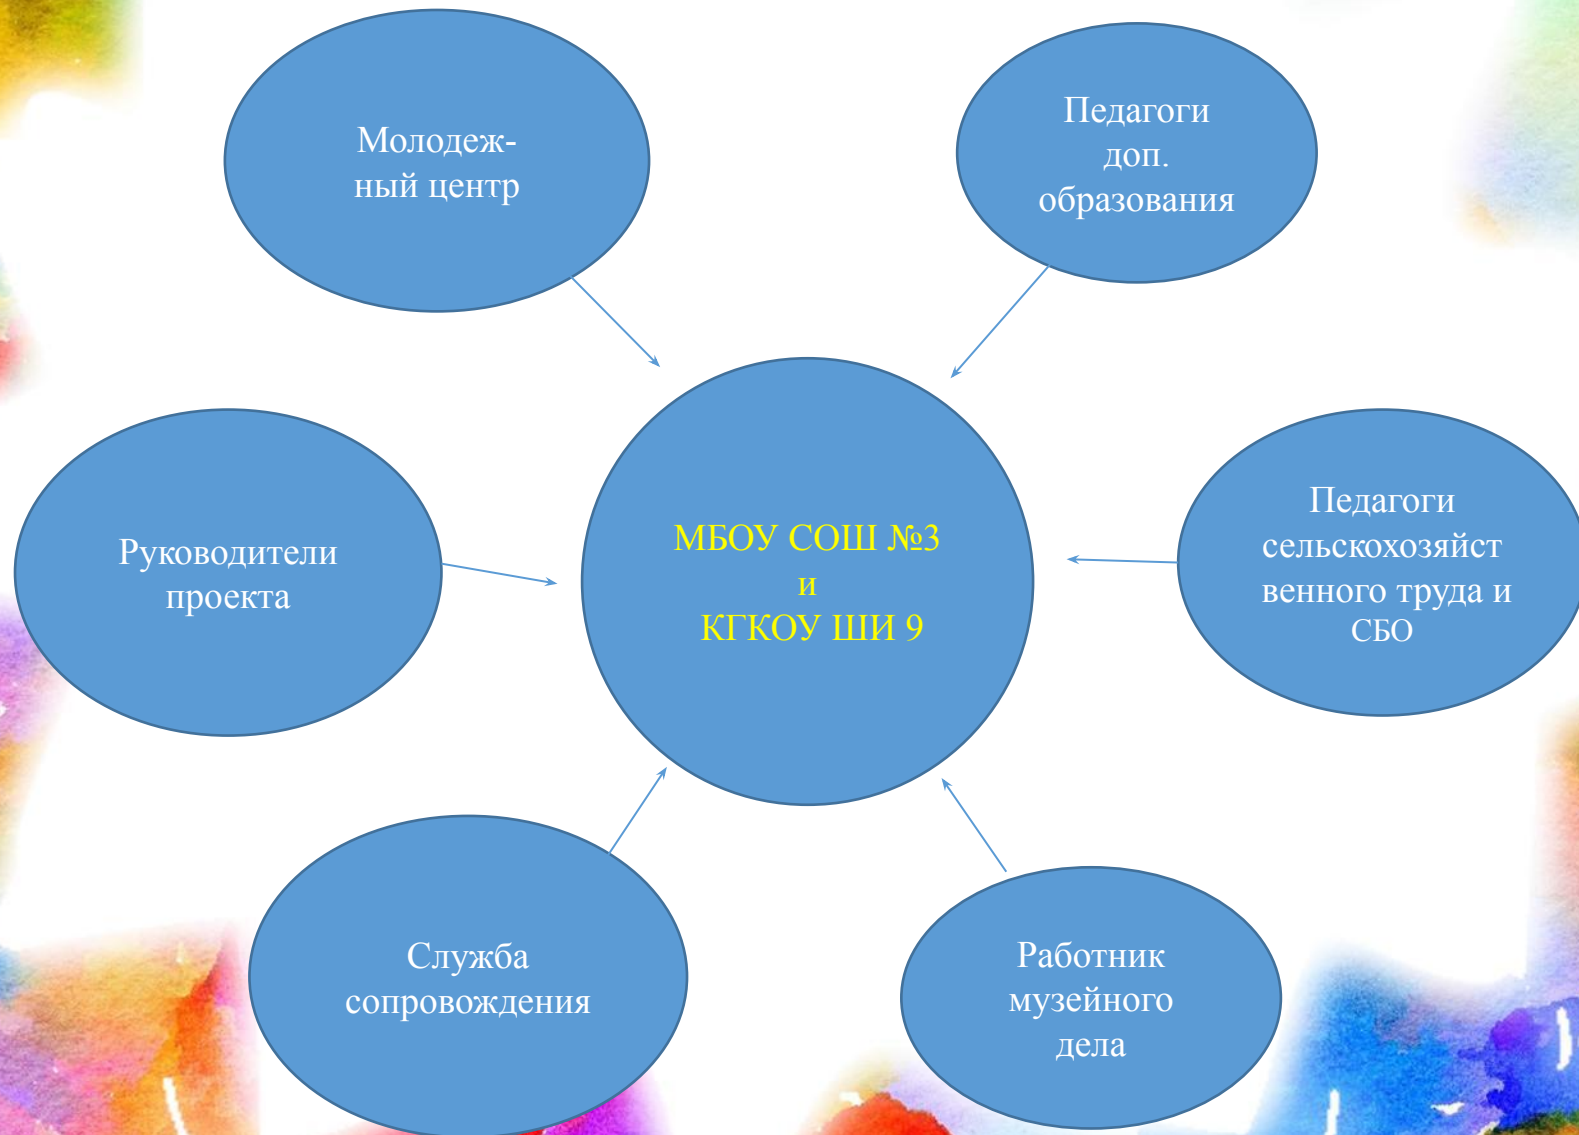 Молодеж-
ный центр
Педагоги
доп.
образования
Руководители
проекта
МБОУ СОШ №3
и
КГКОУ ШИ 9
Педагоги
сельскохозяйст
венного труда и
СБО
Служба
сопровождения
Работник
музейного
дела